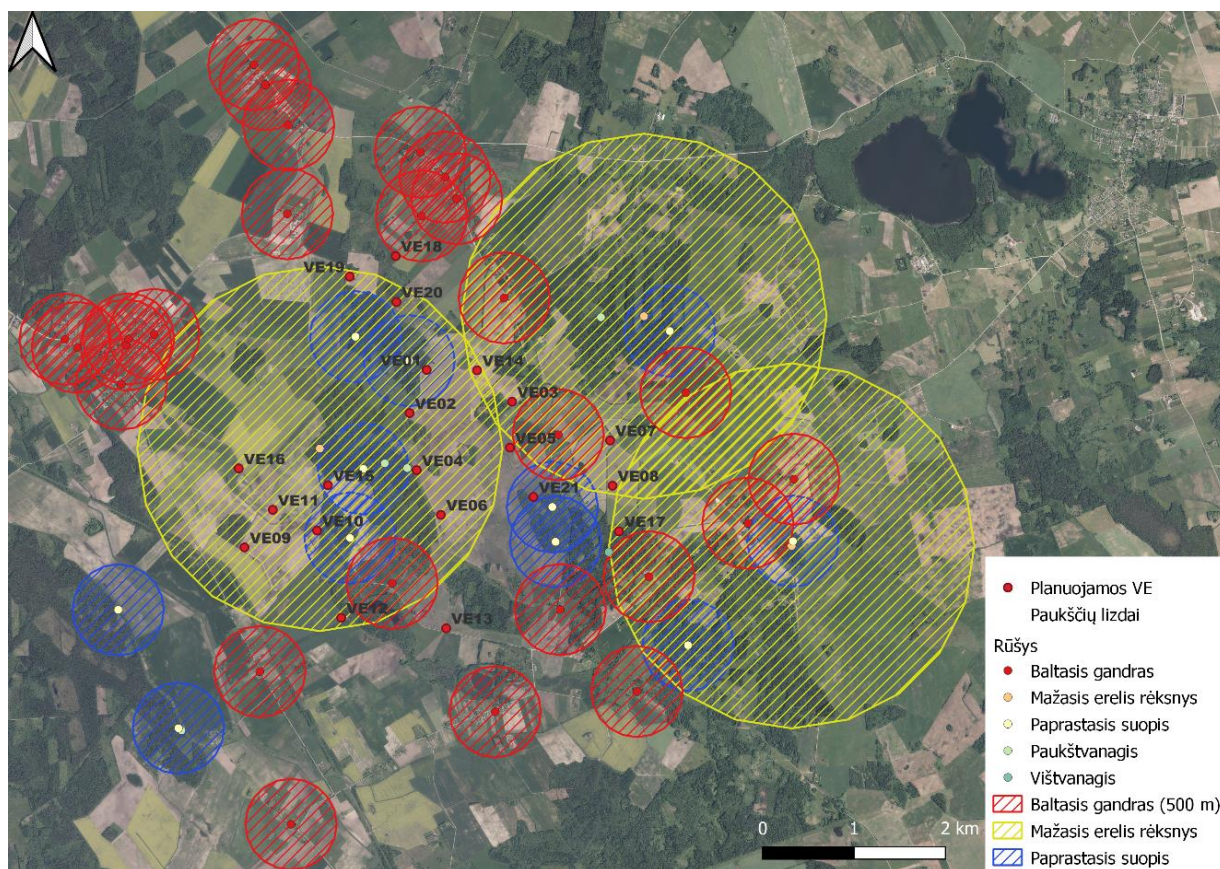 VE18
VE19
VE20
VE01
VE14
VE02
VE03
VE05
VE07
VE16
VE15
VE04
VE08
VE21
VE11
VE06
VE10
VE17
VE09
VE12
VE13
Planuojamos VE
Paukščių lizdai
Rūšys
Baltasis gandras
Mažasis erelis rėksnys
Paprastasis suopis
Paukštvanagis
Vištvanagis
Baltasis gandras (500 m)
Mažasis erelis rėksnys
Paprastasis suopis
0 1 2 km